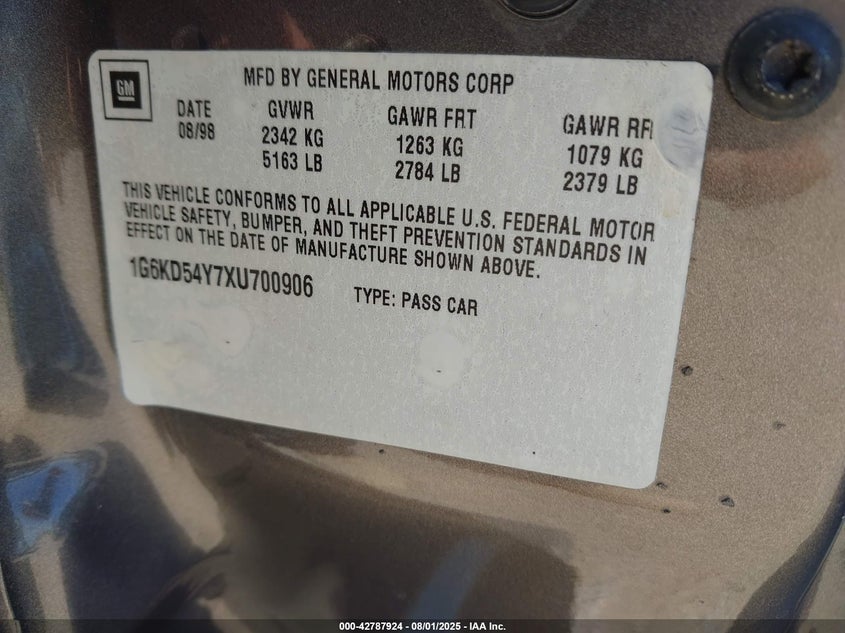 GM
MFD BY GENERAL MOTORS CORP
DATE GVWR GAWR FRT GAWR RR
08/98 2342 KG 1263 KG 1079 KG
5163 LB 2784 LB 2379 LB
THIS VEHICLE CONFORMS TO ALL APPLICABLE U.S. FEDERAL MOTOR
VEHICLE SAFETY, BUMPER, AND THEFT PREVENTION STANDARDS IN
EFFECT ON THE DATE OF MANUFACTURE SHOWN ABOVE.
1G6KD54Y7XU700906 TYPE: PASS CAR
000-42787924 - 08/01/2025 - IAA Inc.